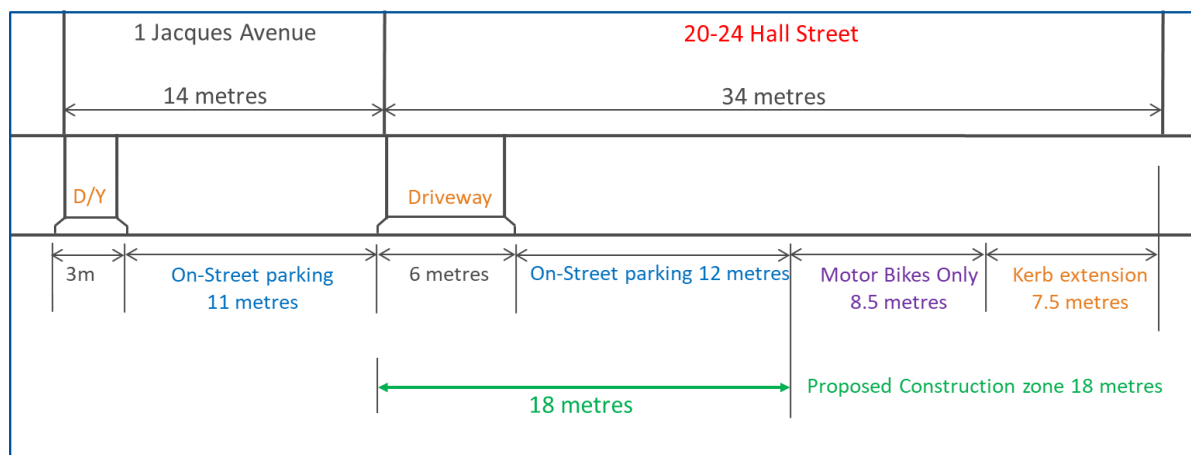 1 Jacques Avenue
20-24 Hall Street
14 metres
34 metres
D/Y
Driveway
3m
On-Street parking
11 metres
6 metres
On-Street parking 12 metres
Motor Bikes Only
8.5 metres
Kerb extension
7.5 metres
18 metres
Proposed Construction zone 18 metres